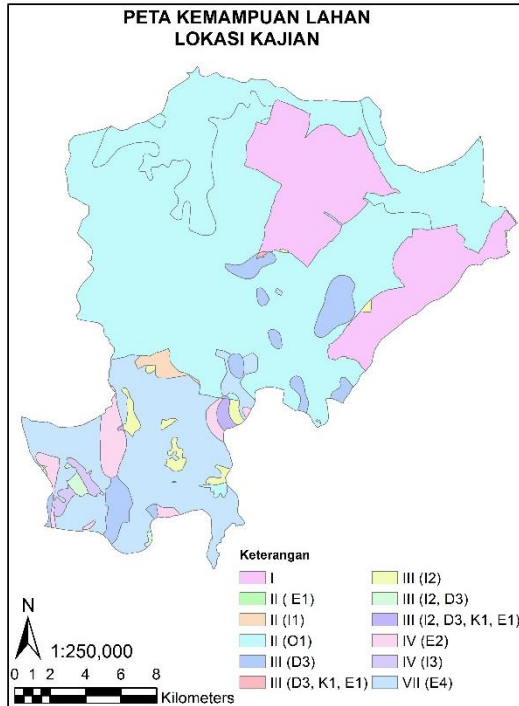 PETA KEMAMPUAN LAHAN
LOKASI KAJIAN
Keterangan
I
II ( E1)
II (I1)
II (O1)
III (D3)
III (D3, K1, E1)
III (I2)
III (I2, D3)
III (I2, D3, K1, E1)
IV (E2)
IV (I3)
VII (E4)
N
1:250,000
0 2 4 6 8
Kilometers